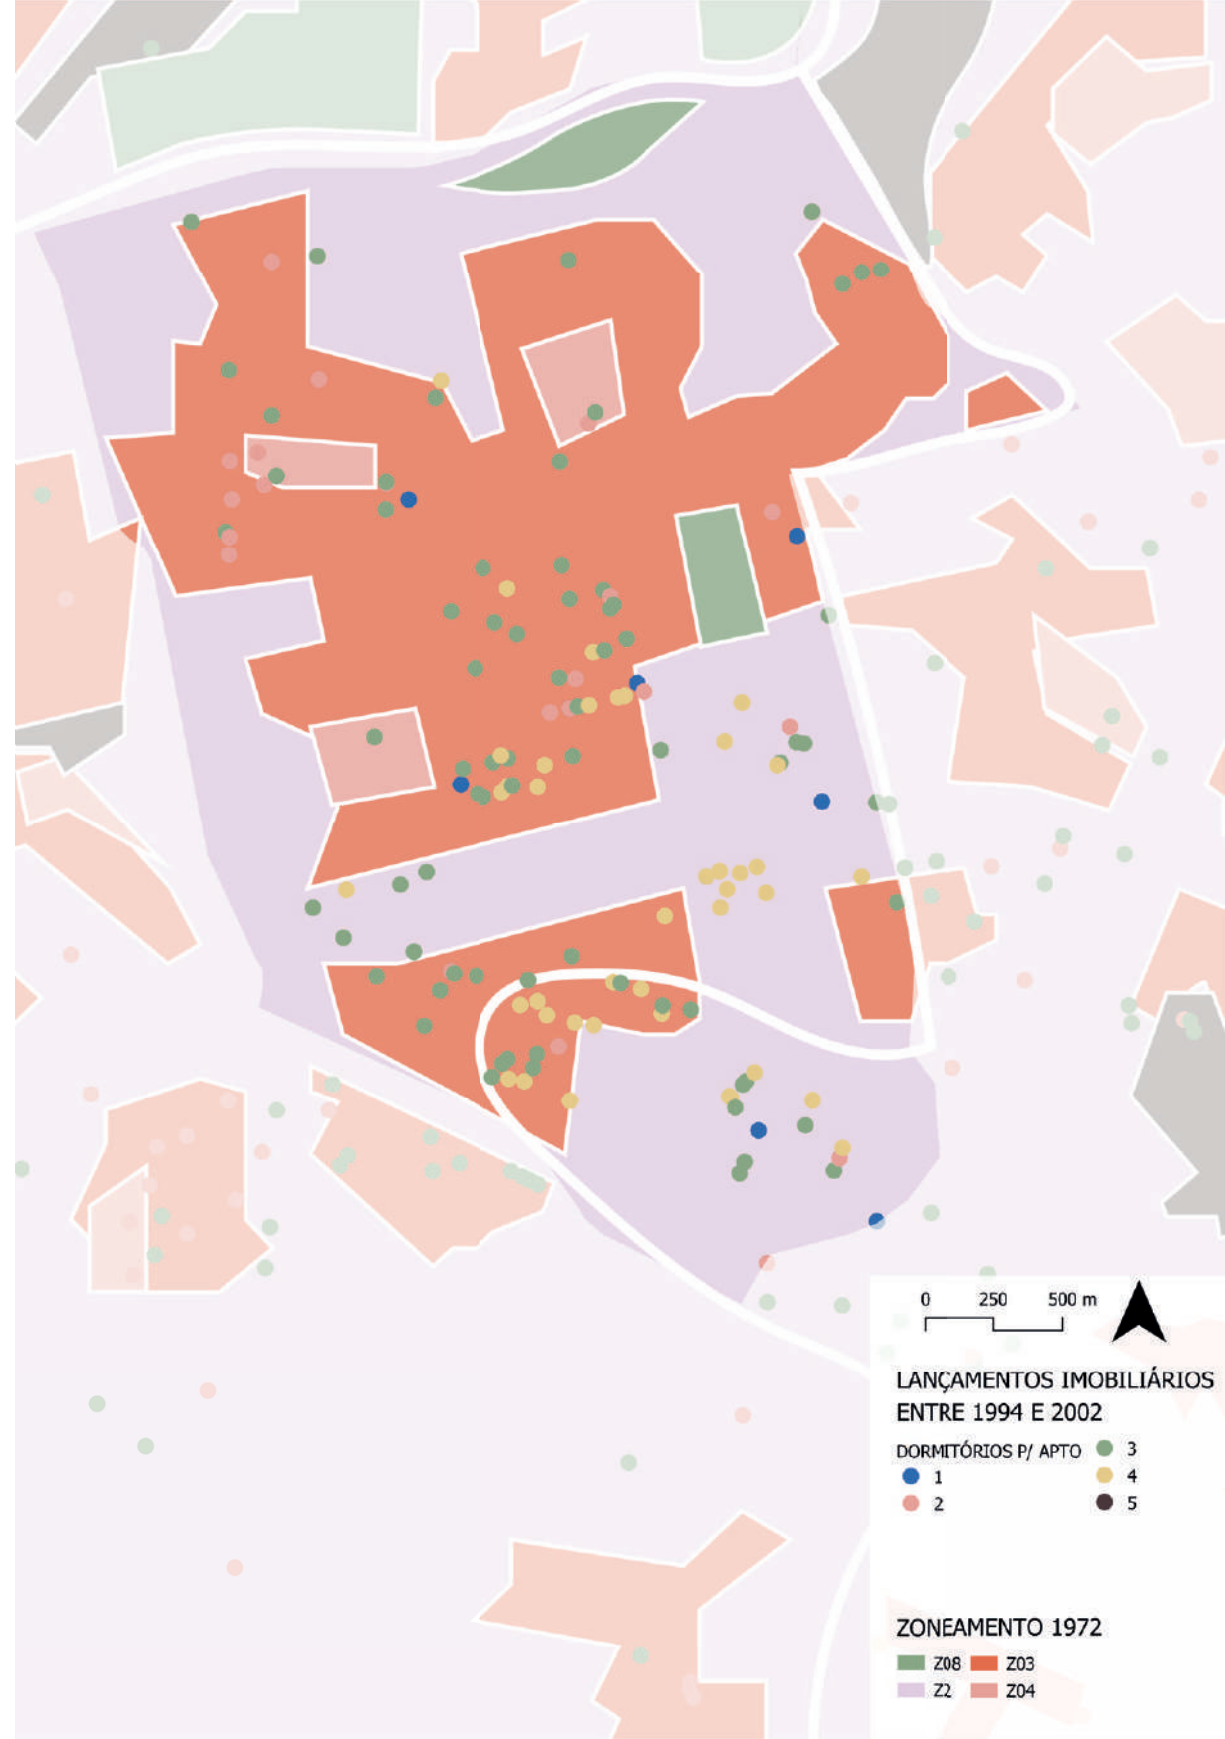 0 250 500 m
LANÇAMENTOS IMOBILIÁRIOS
ENTRE 1994 E 2002
DORMITÓRIOS P/ APTO
1
2
3
4
5
ZONEAMENTO 1972
Z08 Z03
Z2 Z04